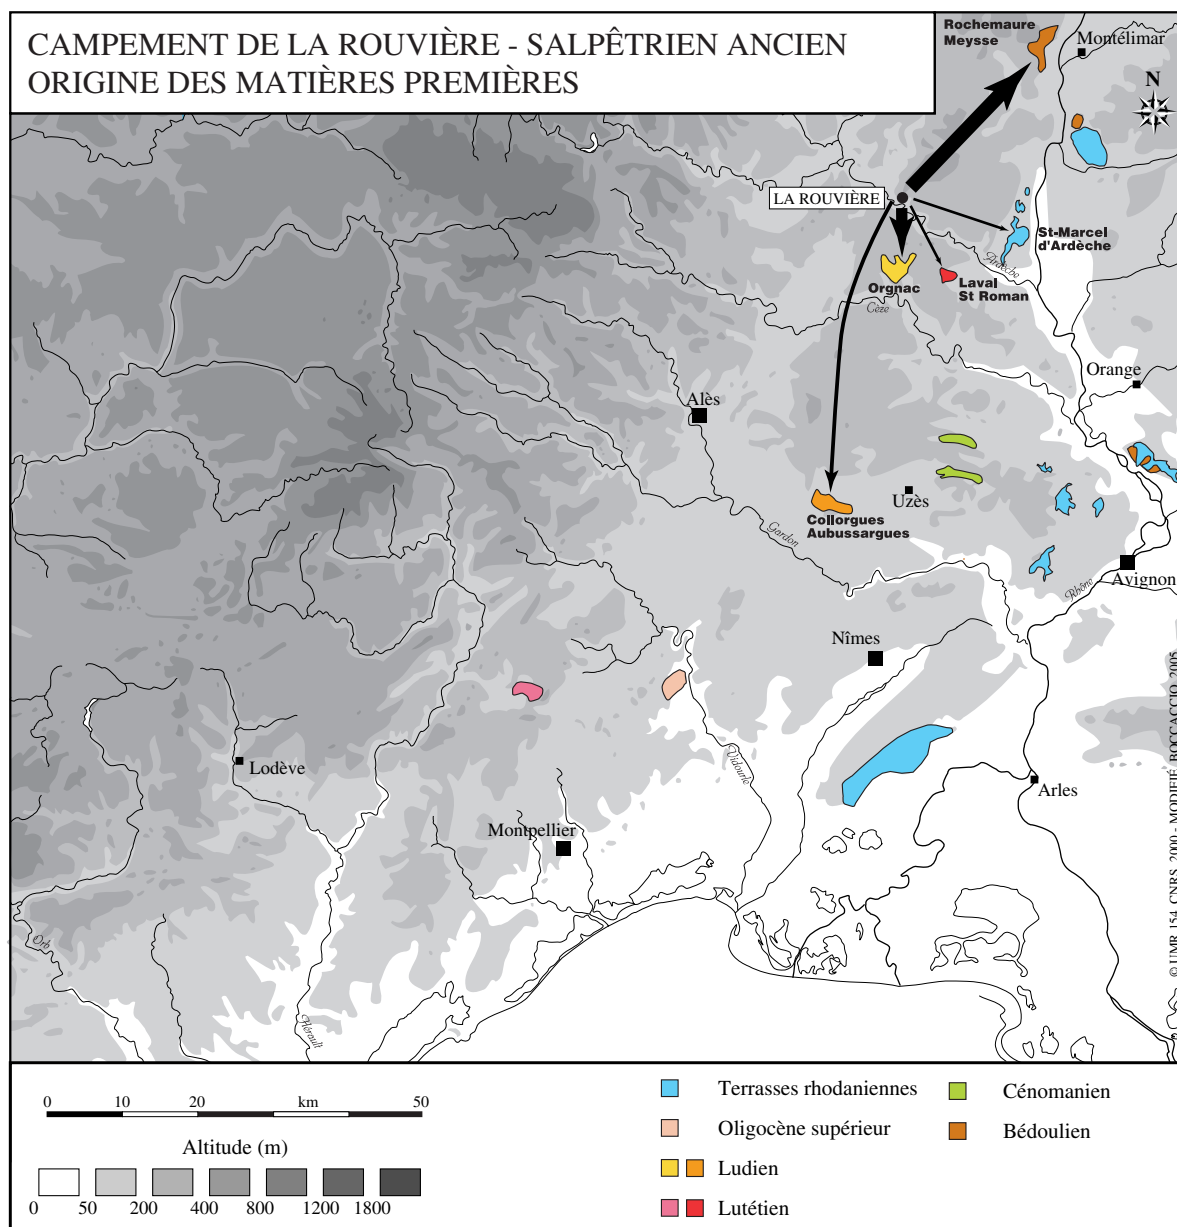 CAMPEMENT DE LA ROUVIÈRE - SALPÊTRIEN ANCIEN
ORIGINE DES MATIÈRES PREMIÈRES
Rochemaure
Meysse
Montélimar
N
LA ROUVIÈRE
St-Marcel
d'Ardèche
Ardèche
Orgnac
Laval
St Roman
Cèze
Orange
Alès
Uzès
Collorgues
Aubussargues
Gardon
Avignon
Rhône
Nîmes
Lodève
Vidourle
Arles
Montpellier
Orb
Hérault
© UMR 154 CNRS 2000 - MODIFIÉ BOCCACCIO 2005
0 10 20 km 50
Altitude (m)
0 50 200 400 800 1200 1800
Terrasses rhodaniennes
Oligocène supérieur
Ludien
Lutétien
Cénomanien
Bédoulien